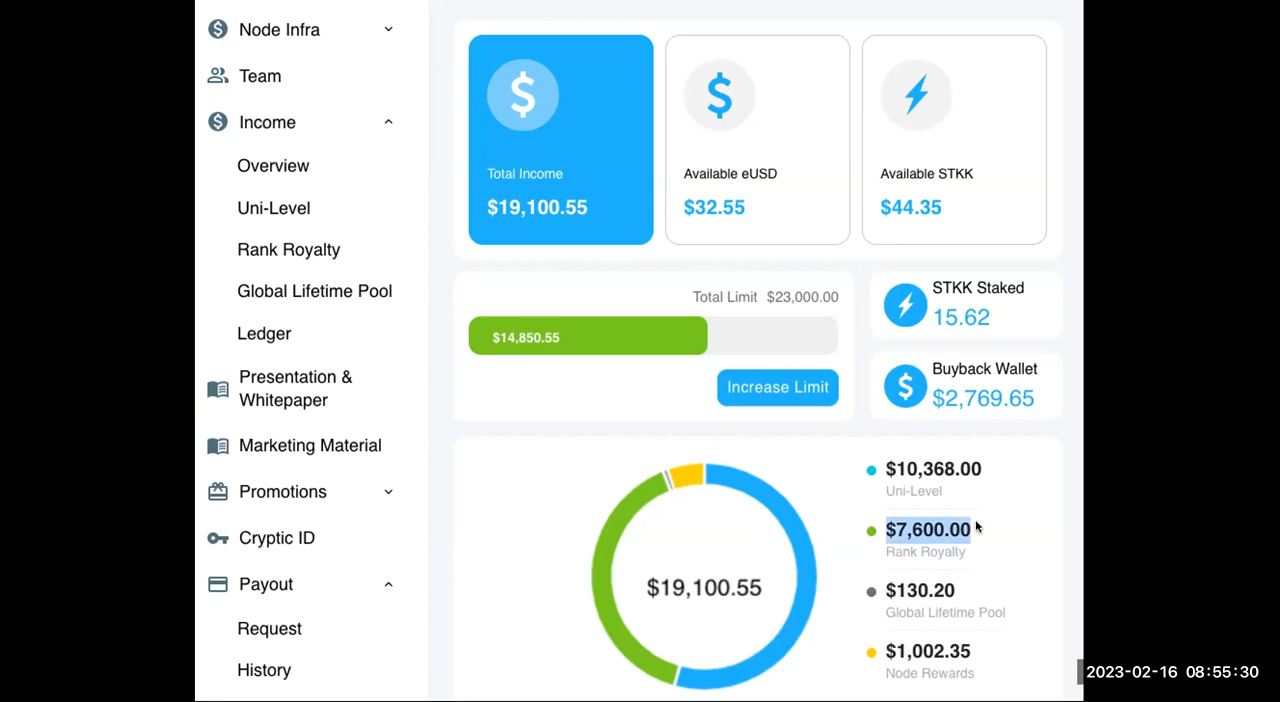 Node Infra
Team
Income
Overview
Uni-Level
Rank Royalty
Global Lifetime Pool
Ledger
Presentation &
Whitepaper
Marketing Material
Promotions
Cryptic ID
Payout
Request
History
Total Income
$19,100.55
Available eUSD
$32.55
Available STKK
$44.35
Total Limit $23,000.00
$14,850.55
Increase Limit
STKK Staked
15.62
Buyback Wallet
$2,769.65
$19,100.55
$10,368.00
Uni-Level
$7,600.00
Rank Royalty
$130.20
Global Lifetime Pool
$1,002.35
Node Rewards
2023-02-16 08:55:30